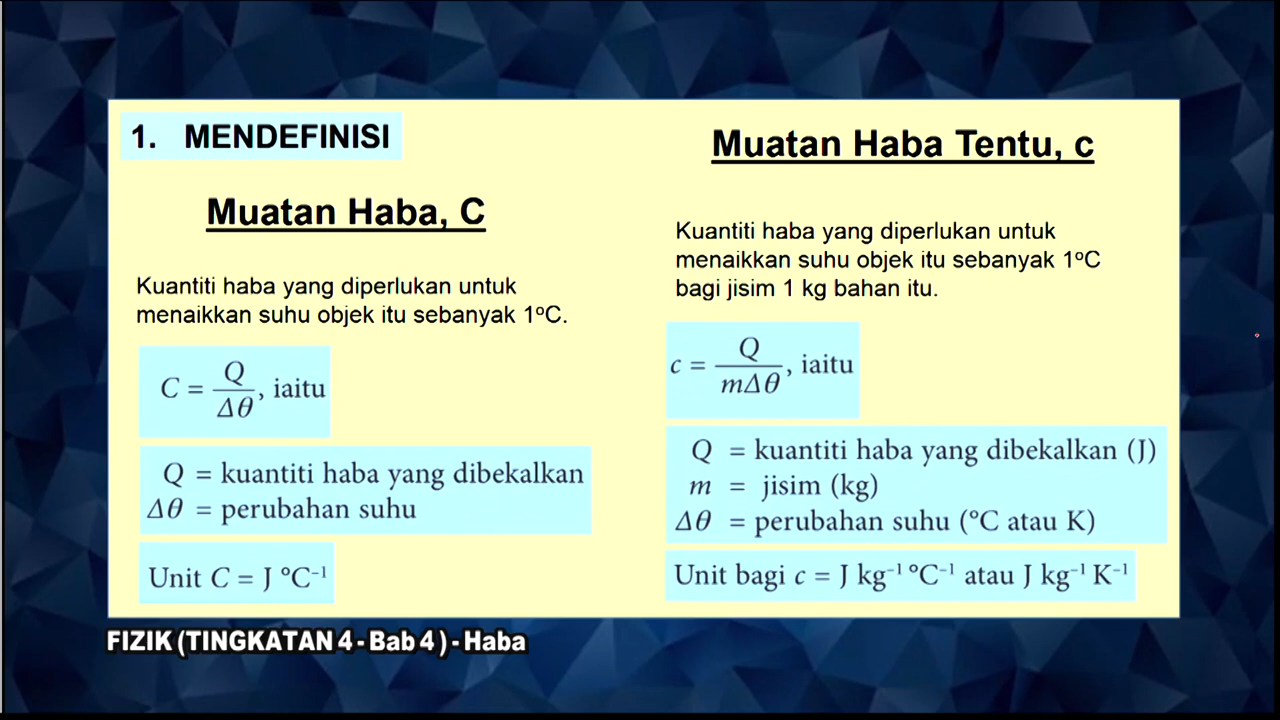 1. MENDEFINISI
Muatan Haba, C
Kuantiti haba yang diperlukan untuk
menaikkan suhu objek itu sebanyak 1°C.
C = Q/Δθ, iaitu
Q = kuantiti haba yang dibekalkan
Δθ = perubahan suhu
Unit C = J °C⁻¹
Muatan Haba Tentu, c
Kuantiti haba yang diperlukan untuk
menaikkan suhu objek itu sebanyak 1°C
bagi jisim 1 kg bahan itu.
c = Q/mΔθ, iaitu
Q = kuantiti haba yang dibekalkan (J)
m = jisim (kg)
Δθ = perubahan suhu (°C atau K)
Unit bagi c = J kg⁻¹ °C⁻¹ atau J kg⁻¹ K⁻¹
FIZIK (TINGKATAN 4 - Bab 4 ) - Haba